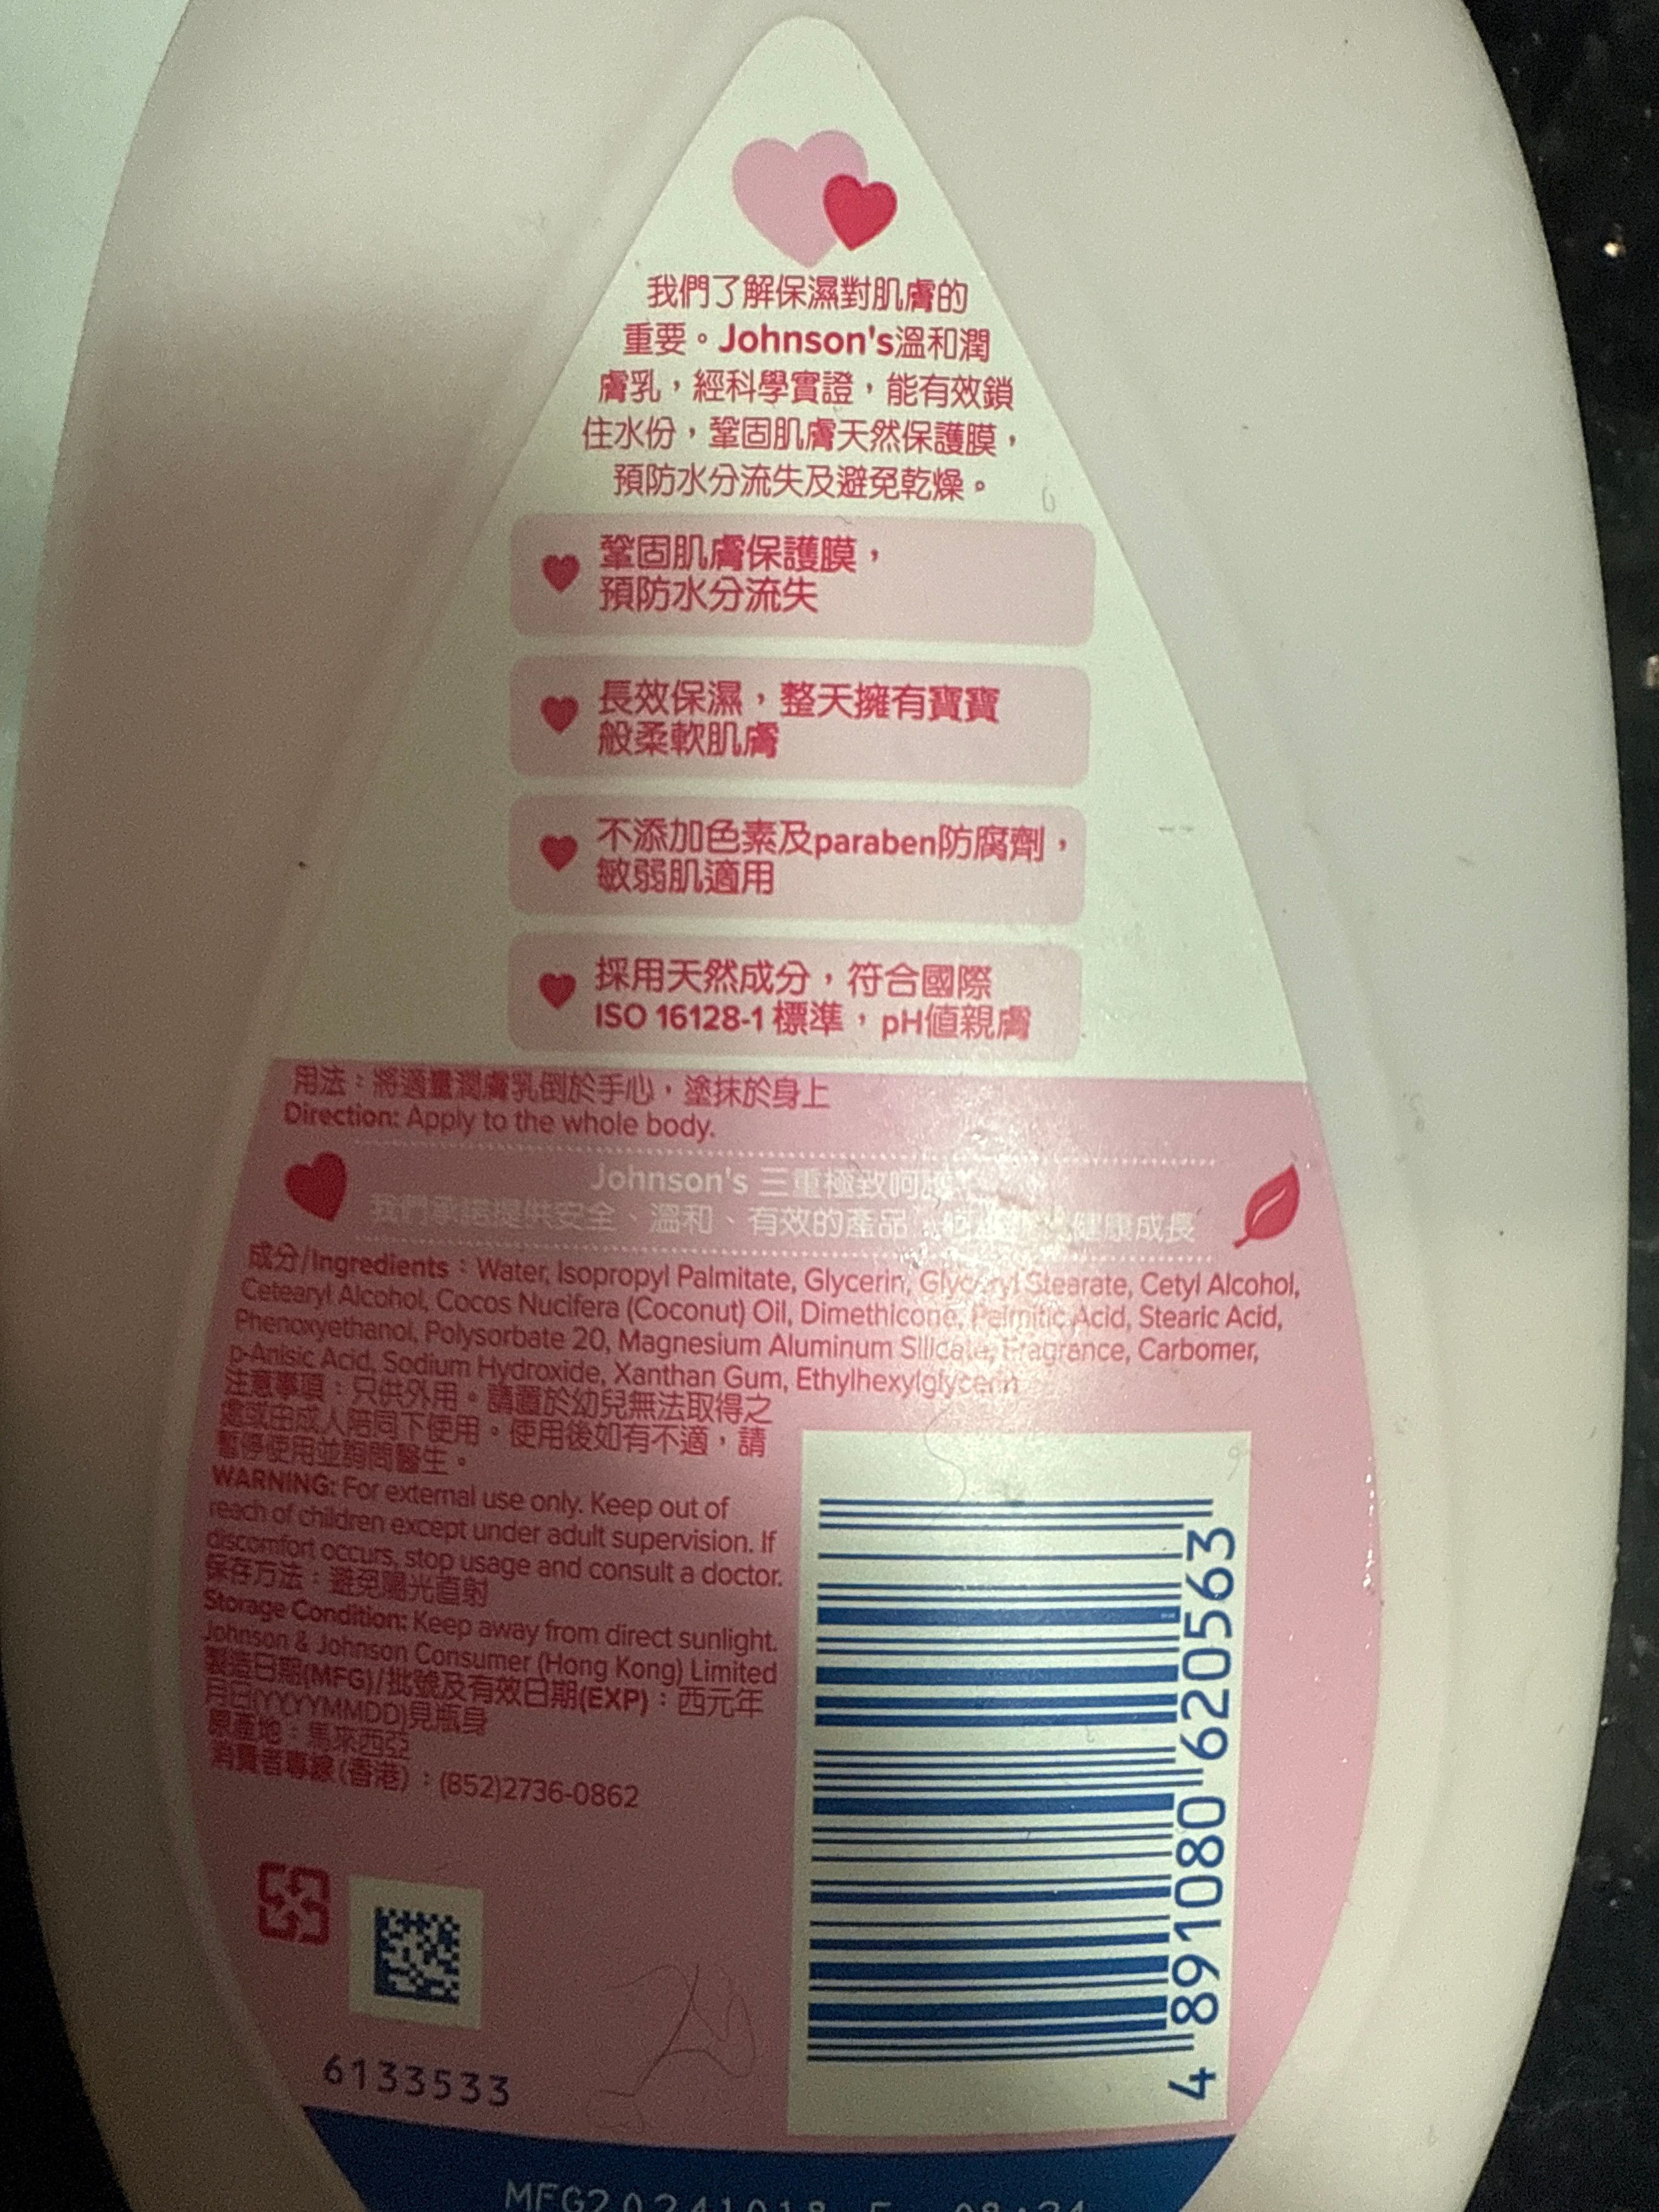 我們了解保濕對肌膚的
重要。Johnson's溫和潤
膚乳，經科學實證，能有效鎖
住水份，鞏固肌膚天然保護膜，
預防水分流失及避免乾燥。
鞏固肌膚保護膜，
預防水分流失
長效保濕，整天擁有寶寶
般柔軟肌膚
不添加色素及paraben防腐劑，
敏弱肌適用
採用天然成分，符合國際
ISO 16128-1 標準，pH值親膚
用法：將適量潤膚乳倒於手心，塗抹於身上
Direction: Apply to the whole body.
Johnson's 三重極致呵護
我們承諾提供安全、溫和、有效的產品 健康成長
成分/Ingredients：Water, Isopropyl Palmitate, Glycerin, Glyceryl Stearate, Cetyl Alcohol,
Cetearyl Alcohol, Cocos Nucifera (Coconut) Oil, Dimethicone, Palmitic Acid, Stearic Acid,
Phenoxyethanol, Polysorbate 20, Magnesium Aluminum Silicate, Fragrance, Carbomer,
p-Anisic Acid, Sodium Hydroxide, Xanthan Gum, Ethylhexylglycerin
注意事項：只供外用。請置於幼兒無法取得之
處或由成人陪同下使用。使用後如有不適，請
暫停使用並詢問醫生。
WARNING: For external use only. Keep out of
reach of children except under adult supervision. If
discomfort occurs, stop usage and consult a doctor.
保存方法：避免陽光直射
Storage Condition: Keep away from direct sunlight.
Johnson & Johnson Consumer (Hong Kong) Limited
製造日期(MFG)/批號及有效日期(EXP)：西元年
月日(YYYYMMDD)見瓶身
原產地：馬來西亞
消費者專線(香港)：(852)2736-0862
4 891080 620563
6133533
MFG20241018